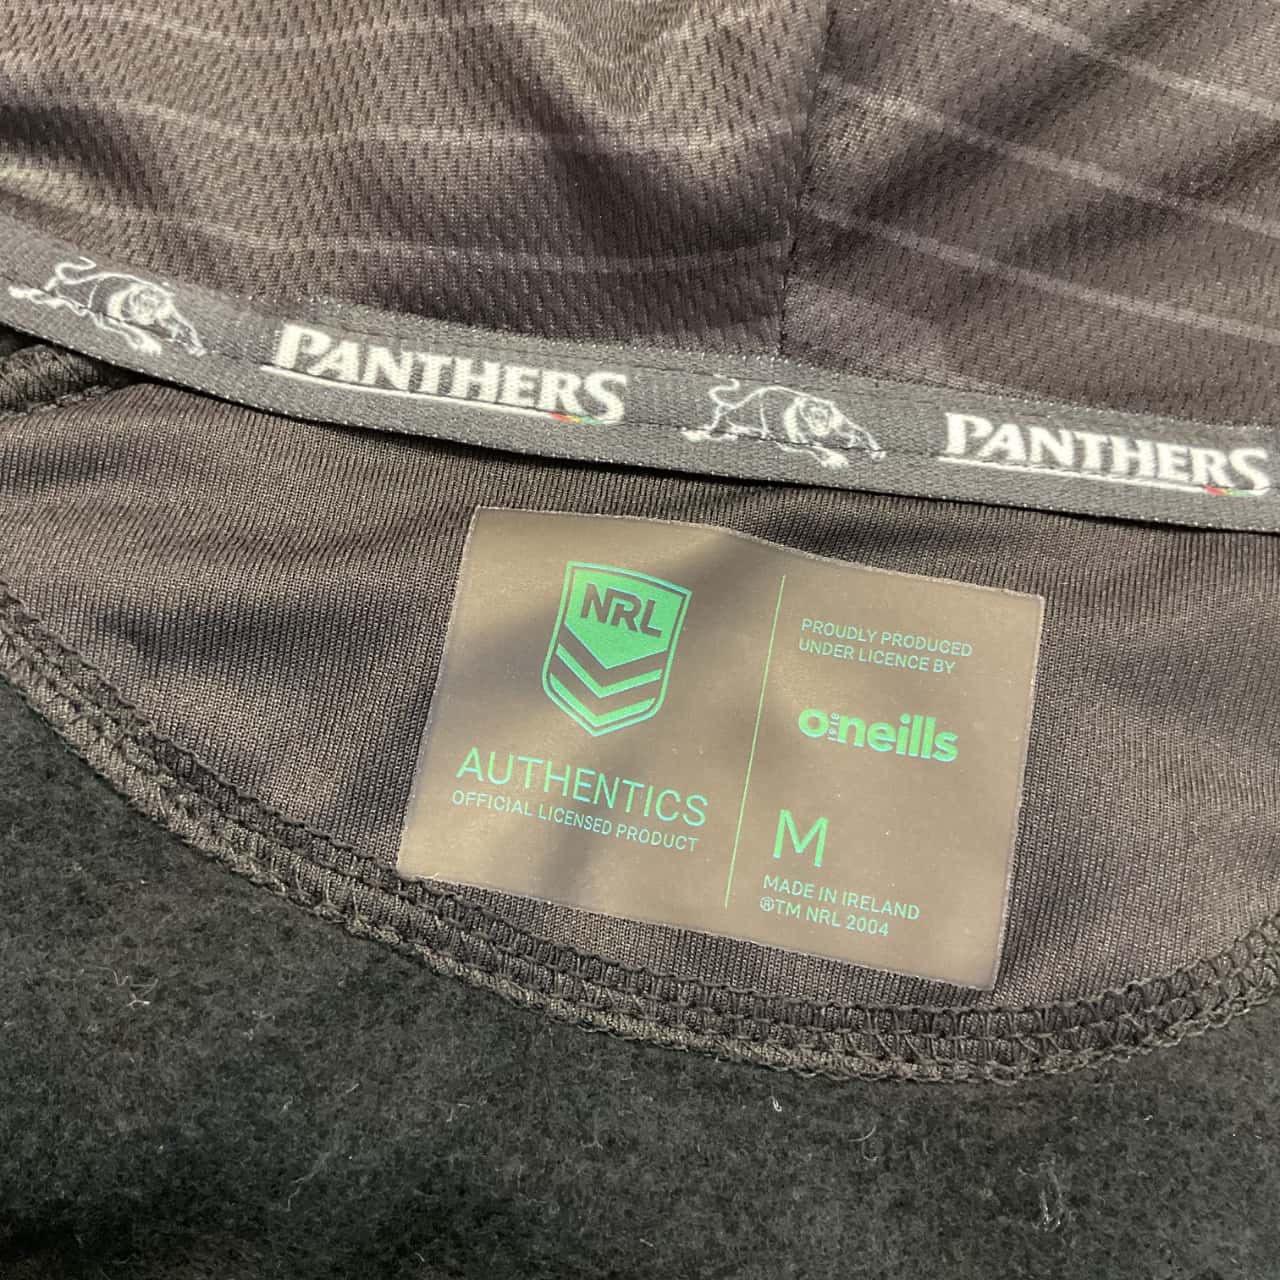 PANTHERS PANTHERS
NRL
AUTHENTICS
OFFICIAL LICENSED PRODUCT
PROUDLY PRODUCED
UNDER LICENCE BY
o'neills
1918
M
MADE IN IRELAND
®TM NRL 2004